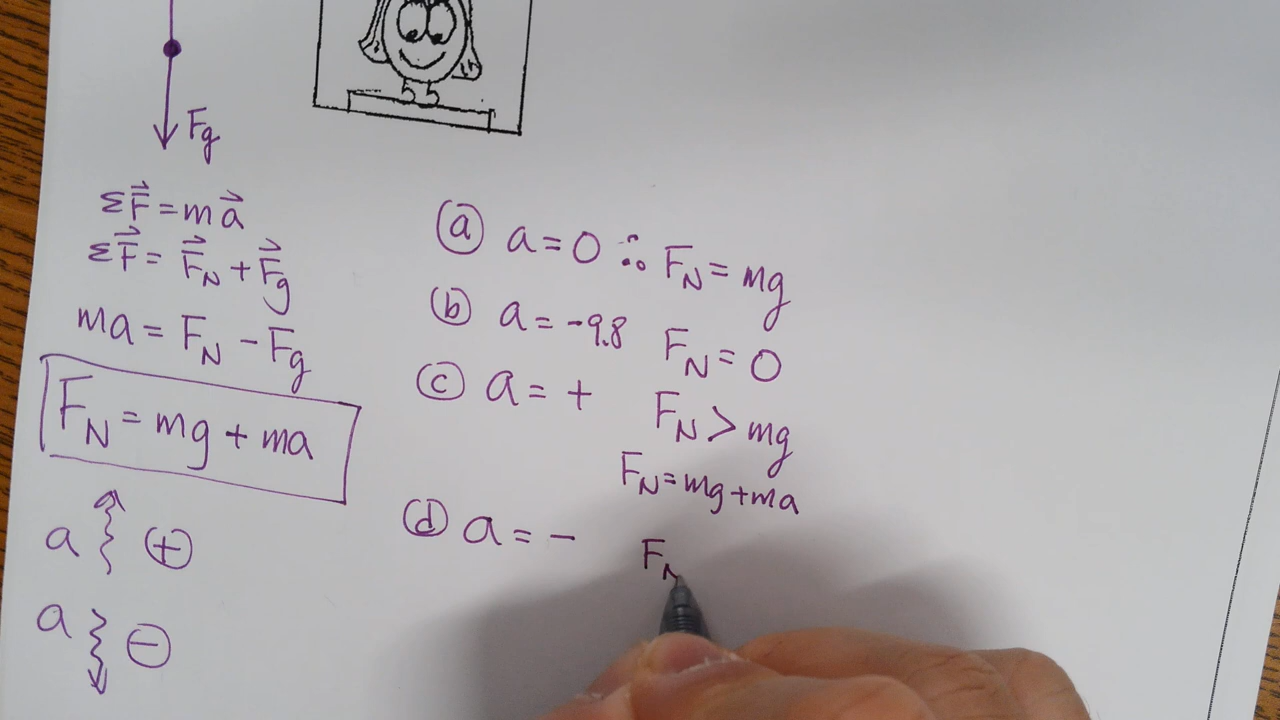 Fg
ΣF⃗ = ma⃗
ΣF⃗ = F⃗N + F⃗g
ma = FN - Fg
FN = mg + ma
a +
a -
(a) a = 0 ∴ FN = mg
(b) a = -9.8 FN = 0
(c) a = + FN > mg
FN = mg + ma
(d) a = - FN